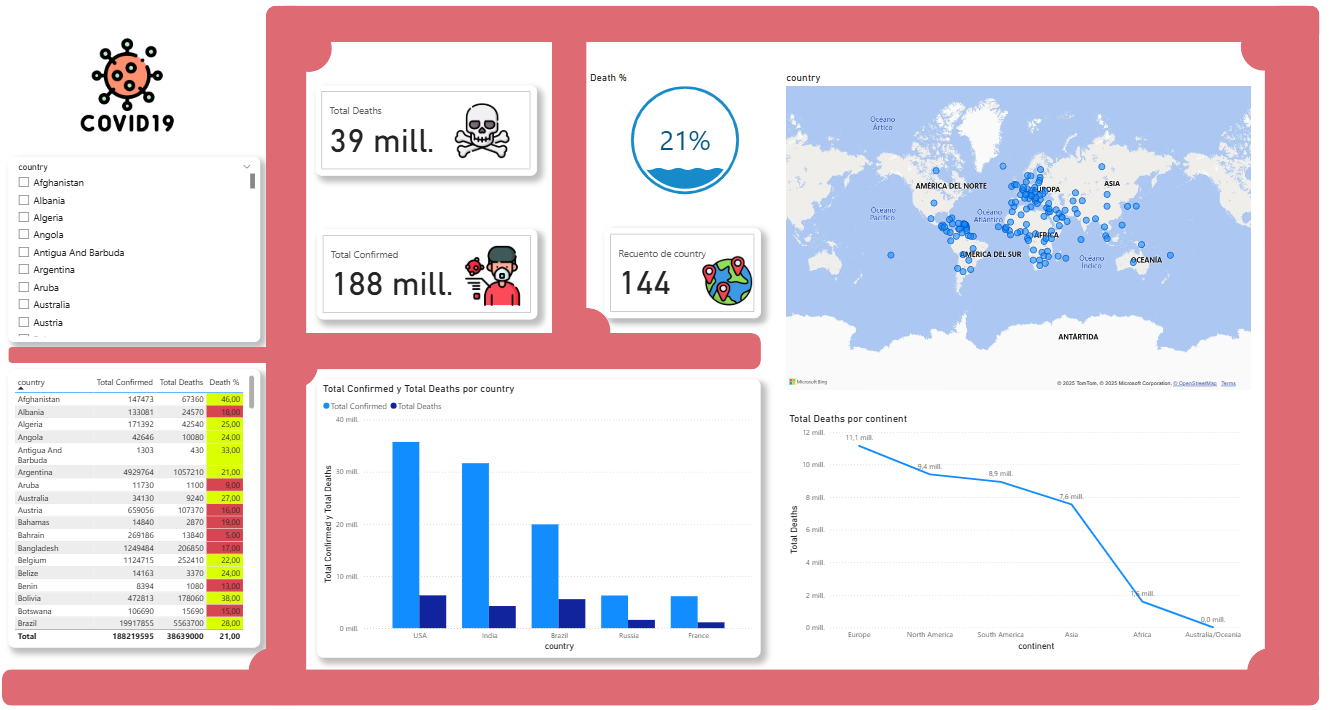 COVID19
country
Afghanistan
Albania
Algeria
Angola
Antigua And Barbuda
Argentina
Aruba
Australia
Austria
country Total Confirmed Total Deaths Death %
Afghanistan 147473 67360 46,00
Albania 133081 24570 18,00
Algeria 171392 42540 25,00
Angola 42646 10080 24,00
Antigua And Barbuda 1303 430 33,00
Argentina 4929764 1057210 21,00
Aruba 11730 1100 9,00
Australia 34130 9240 27,00
Austria 659056 107370 16,00
Bahamas 14840 2870 19,00
Bahrain 269186 13840 5,00
Bangladesh 1249484 206850 17,00
Belgium 1124715 252410 22,00
Belize 14163 3370 24,00
Benin 8394 1080 13,00
Bolivia 472813 178060 38,00
Botswana 106690 15690 15,00
Brazil 19917855 5563700 28,00
Total 188219595 38639000 21,00
Total Deaths
39 mill.
Total Confirmed
188 mill.
Death %
21%
Recuento de country
144
country
Océano
Ártico
AMÉRICA DEL NORTE
EUROPA
ASIA
Océano
Pacífico
Océano
Atlántico
ÁFRICA
AMÉRICA DEL SUR
Océano
Índico
OCEANÍA
ANTÁRTIDA
Microsoft Bing
© 2025 TomTom, © 2025 Microsoft Corporation, © OpenStreetMap Terms
Total Confirmed y Total Deaths por country
Total Confirmed Total Deaths
Total Confirmed y Total Deaths
40 mill.
30 mill.
20 mill.
10 mill.
0 mill.
USA India Brazil Russia France
country
Total Deaths por continent
Total Deaths
12 mill.
10 mill.
8 mill.
6 mill.
4 mill.
2 mill.
0 mill.
11,1 mill.
9,4 mill.
8,9 mill.
7,6 mill.
1,6 mill.
0,0 mill.
Europe North America South America Asia Africa Australia/Oceania
continent